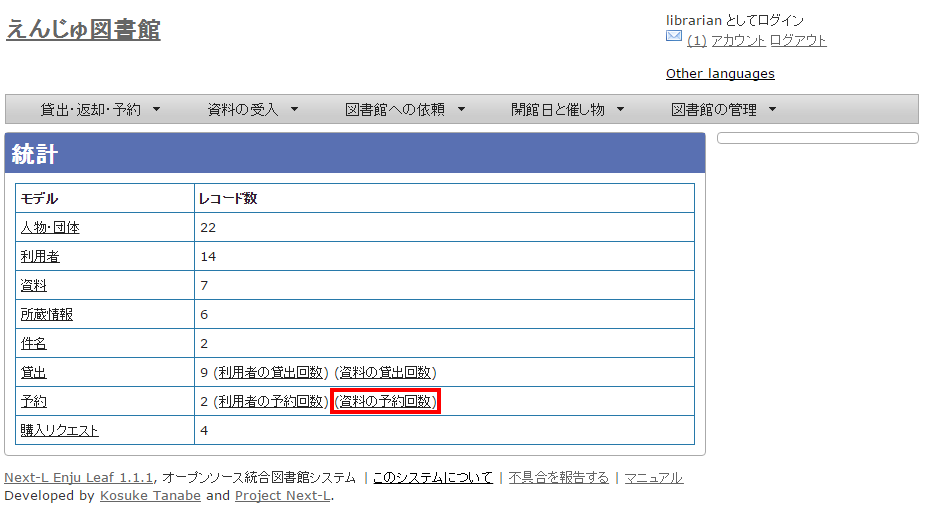 えんじゅ図書館
librarian としてログイン
(1) アカウント ログアウト
Other languages
貸出・返却・予約 ▼ 資料の受入 ▼ 図書館への依頼 ▼ 開館日と催し物 ▼ 図書館の管理 ▼
統計
モデル レコード数
人物・団体 22
利用者 14
資料 7
所蔵情報 6
件名 2
貸出 9 (利用者の貸出回数) (資料の貸出回数)
予約 2 (利用者の予約回数) (資料の予約回数)
購入リクエスト 4
Next-L Enju Leaf 1.1.1, オープンソース統合図書館システム | このシステムについて | 不具合を報告する | マニュアル
Developed by Kosuke Tanabe and Project Next-L.